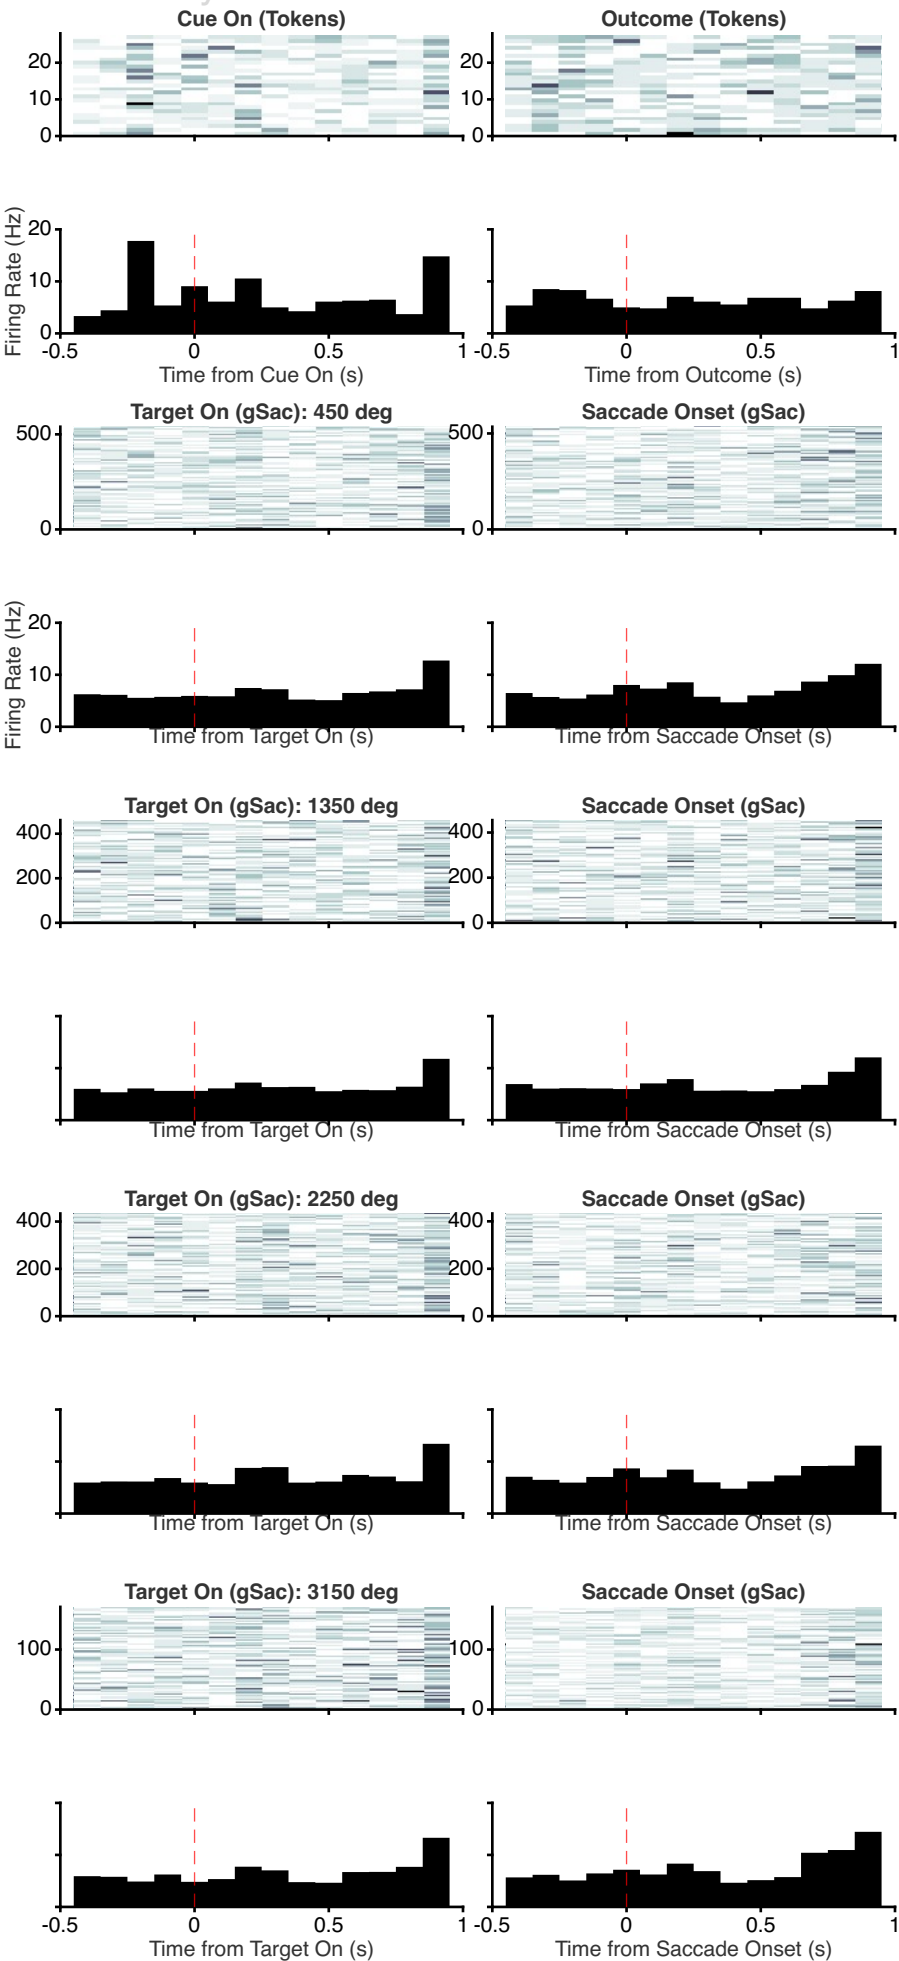 Cue On (Tokens) Outcome (Tokens)
20 20
10 10
0 0
Firing Rate (Hz)
20
10
0
-0.5 0 0.5 1 -0.5 0 0.5 1
Time from Cue On (s) Time from Outcome (s)
Target On (gSac): 450 deg Saccade Onset (gSac)
500 500
0 0
Firing Rate (Hz)
20
10
0
Time from Target On (s) Time from Saccade Onset (s)
Target On (gSac): 1350 deg Saccade Onset (gSac)
400 400
200 200
0 0
Time from Target On (s) Time from Saccade Onset (s)
Target On (gSac): 2250 deg Saccade Onset (gSac)
400 400
200 200
0 0
Time from Target On (s) Time from Saccade Onset (s)
Target On (gSac): 3150 deg Saccade Onset (gSac)
100 100
0 0
-0.5 0 0.5 1 -0.5 0 0.5 1
Time from Target On (s) Time from Saccade Onset (s)